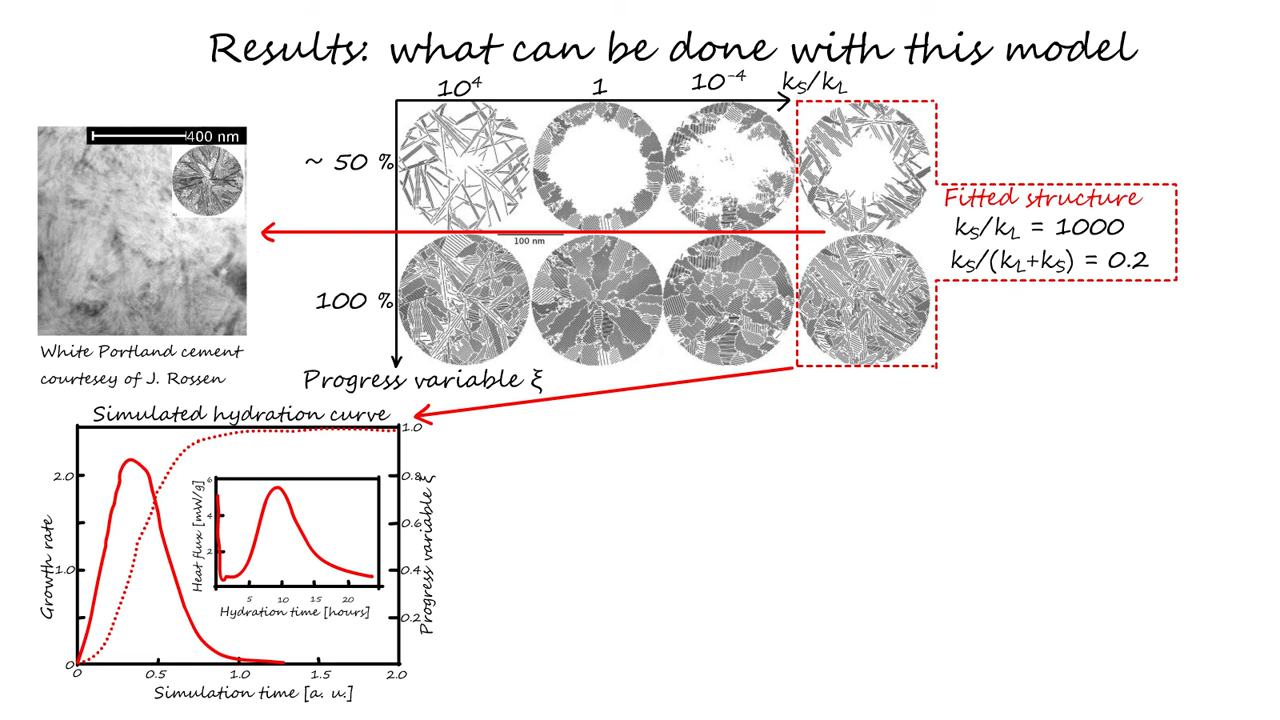 Results: what can be done with this model
10⁴ 1 10⁻⁴ kS/kL
400 nm
~ 50 %
100 nm
100 %
Fitted structure
kS/kL = 1000
kS/(kL+kS) = 0.2
White Portland cement
courtesey of J. Rossen
Progress variable ξ
Simulated hydration curve
Growth rate
2.0
1.0
0
0 0.5 1.0 1.5 2.0
Simulation time [a. u.]
1.0
0.8
0.6
0.4
0.2
Progress variable ξ
Heat flux [mW/g]
6
4
2
5 10 15 20
Hydration time [hours]